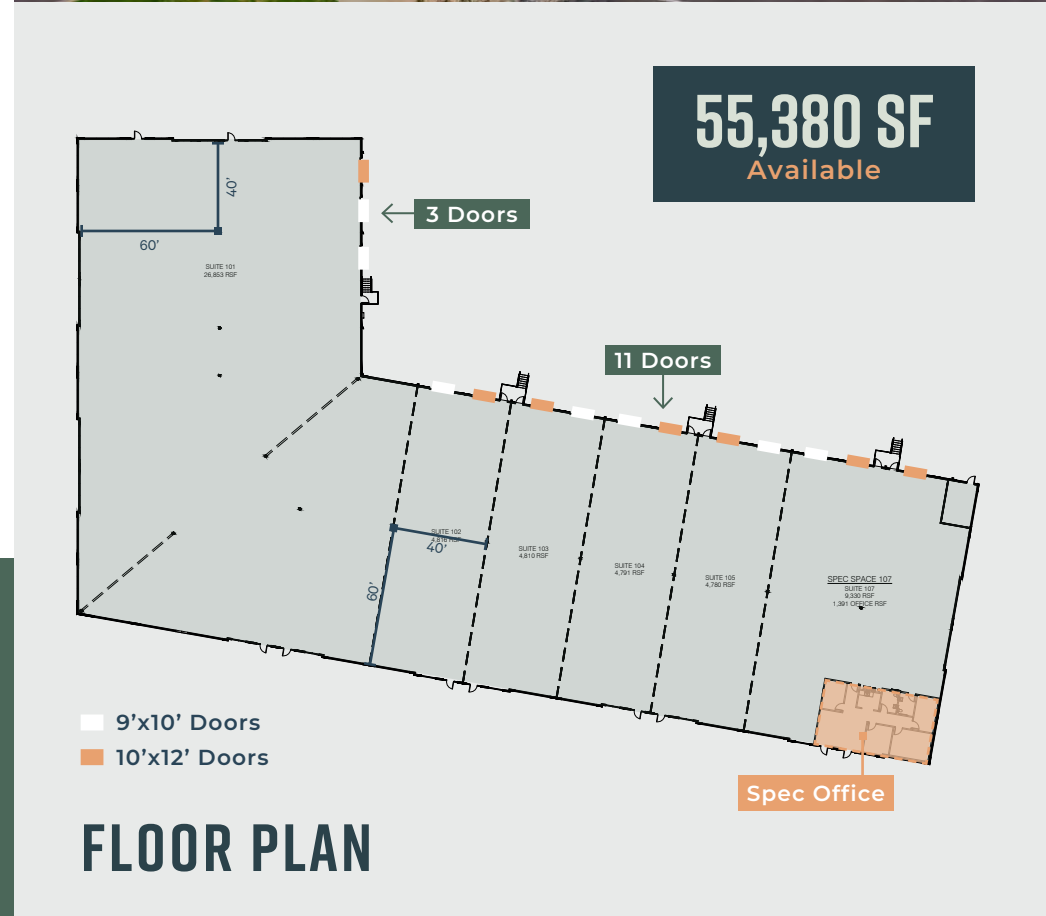 55,380 SF
Available
40’
3 Doors
60’
SUITE 101
26,853 RSF
11 Doors
SUITE 102
40’
SUITE 103
4,810 RSF
SUITE 104
4,791 RSF
SUITE 105
4,780 RSF
60’
SPEC SPACE 107
SUITE 107
9,330 RSF
1,391 OFFICE RSF
9’x10’ Doors
10’x12’ Doors
Spec Office
FLOOR PLAN